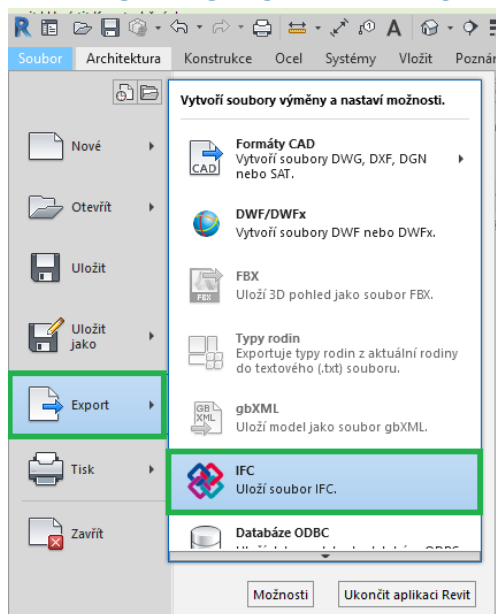 Soubor Architektura Konstrukce Ocel Systémy Vložit Poznár
Vytvoří soubory výměny a nastaví možnosti.
Nové
Otevřít
Uložit
Uložit
jako
Export
Tisk
Zavřít
CAD
Formáty CAD
Vytvoří soubory DWG, DXF, DGN
nebo SAT.
DWF/DWFx
Vytvoří soubory DWF nebo DWFx.
FBX
FBX
Uloží 3D pohled jako soubor FBX.
Typy rodin
Exportuje typy rodin z aktuální rodiny
do textového (.txt) souboru.
GB
XML
gbXML
Uloží model jako soubor gbXML.
IFC
Uloží soubor IFC.
Databáze ODBC
Možnosti
Ukončit aplikaci Revit